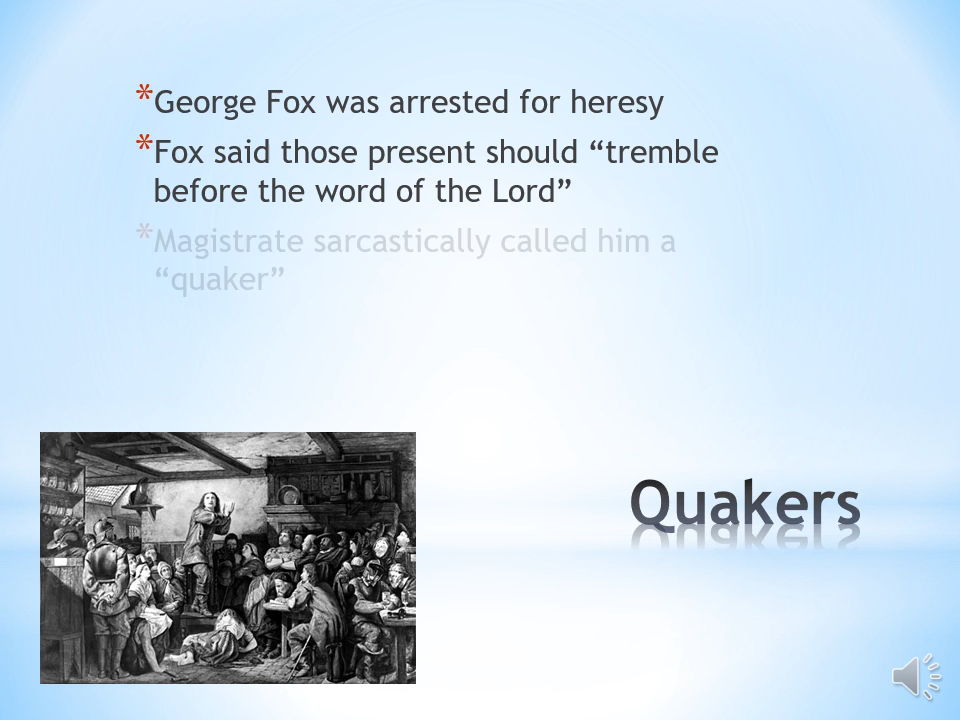 * George Fox was arrested for heresy
* Fox said those present should “tremble
before the word of the Lord”
* Magistrate sarcastically called him a
“quaker”
Quakers